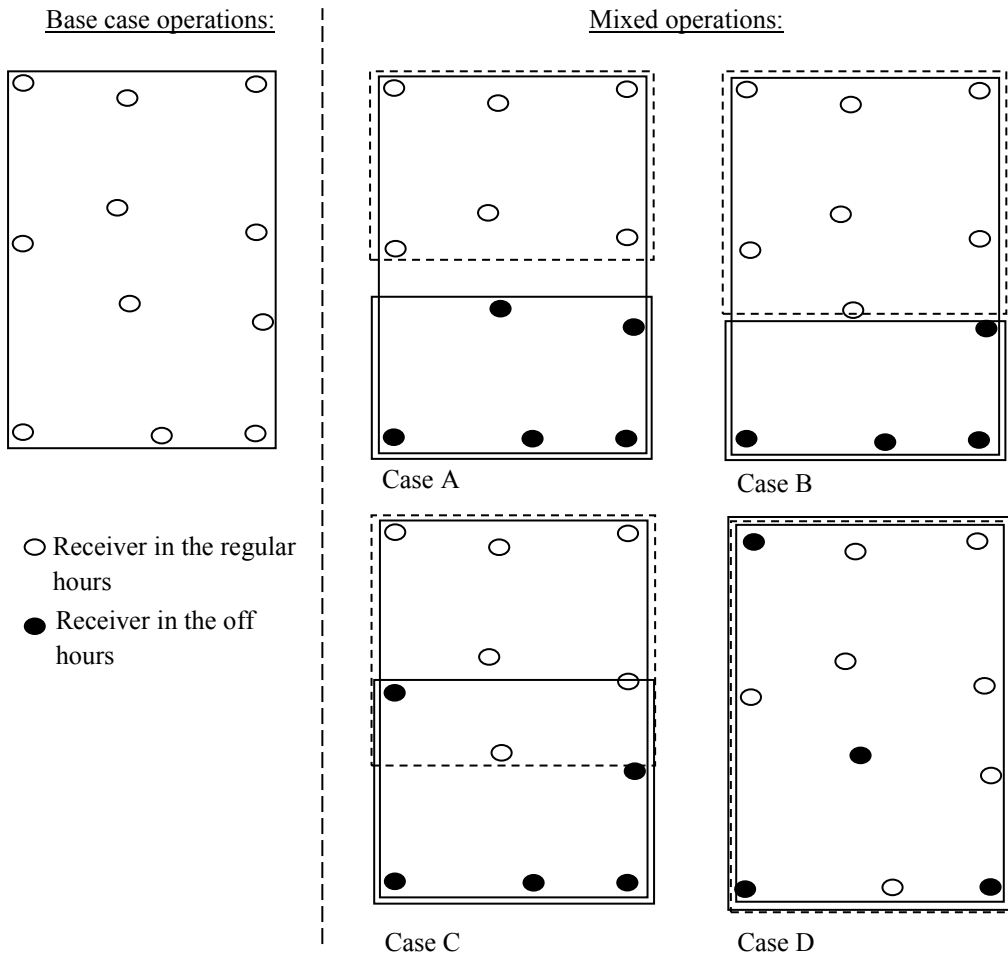 Base case operations:
Mixed operations:
Case A
Case B
Receiver in the regular
hours
Receiver in the off
hours
Case C
Case D